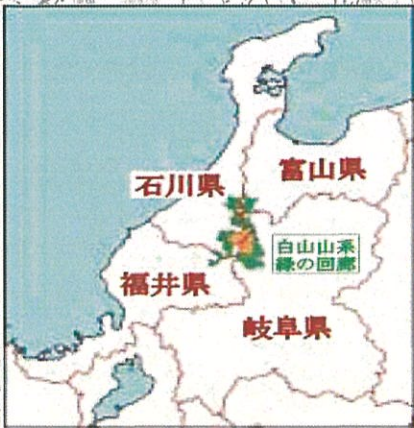 富山県
石川県
白山山系
緑の回廊
福井県
岐阜県